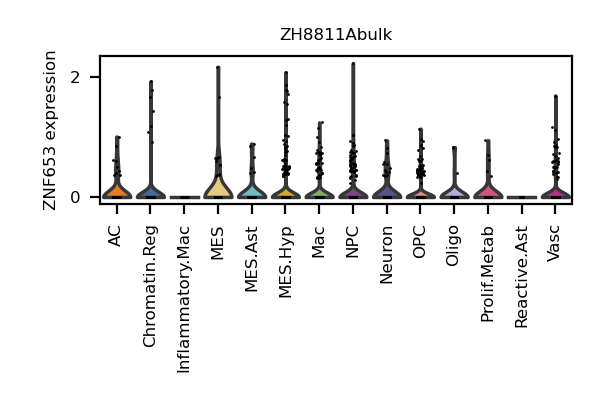 ZH8811Abulk
ZNF653 expression
2
0
AC
Chromatin.Reg
Inflammatory.Mac
MES
MES.Ast
MES.Hyp
Mac
NPC
Neuron
OPC
Oligo
Prolif.Metab
Reactive.Ast
Vasc